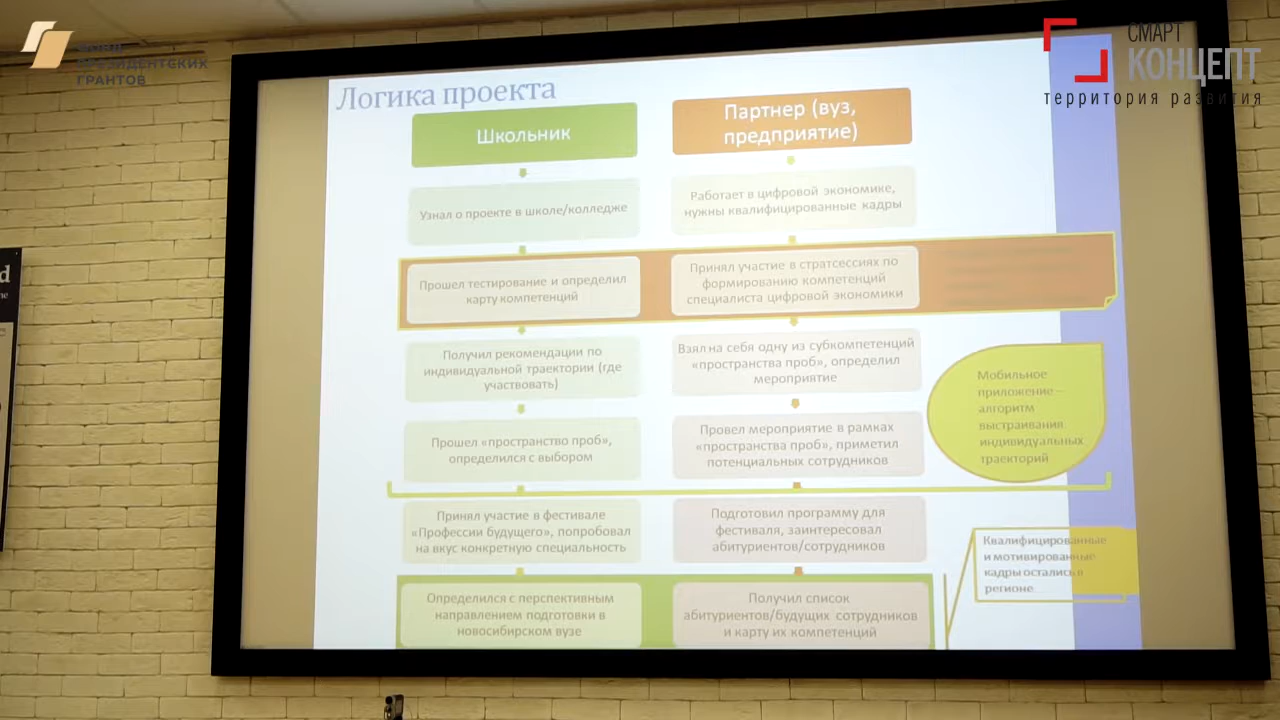 ФОНД
ПРЕЗИДЕНТСКИХ
ГРАНТОВ
СМАРТ
КОНЦЕПТ
территория развития
Логика проекта
Школьник
Партнер (вуз,
предприятие)
Узнал о проекте в школе/колледже
Работает в цифровой экономике,
нужны квалифицированные кадры
Прошел тестирование и определил
карту компетенций
Принял участие в стратсессиях по
формированию компетенций
специалиста цифровой экономики
Получил рекомендации по
индивидуальной траектории (где
участвовать)
Взял на себя одну из субкомпетенций
«пространства проб», определил
мероприятие
Мобильное
приложение –
алгоритм
выстраивания
индивидуальных
траекторий
Прошел «пространство проб»,
определился с выбором
Провел мероприятие в рамках
«пространства проб», приметил
потенциальных сотрудников
Принял участие в фестивале
«Профессии будущего», попробовал
на вкус конкретную специальность
Подготовил программу для
фестиваля, заинтересовал
абитуриентов/сотрудников
Квалифицированные
и мотивированные
кадры остались в
регионе
Определился с перспективным
направлением подготовки в
новосибирском вузе
Получил список
абитуриентов/будущих сотрудников
и карту их компетенций